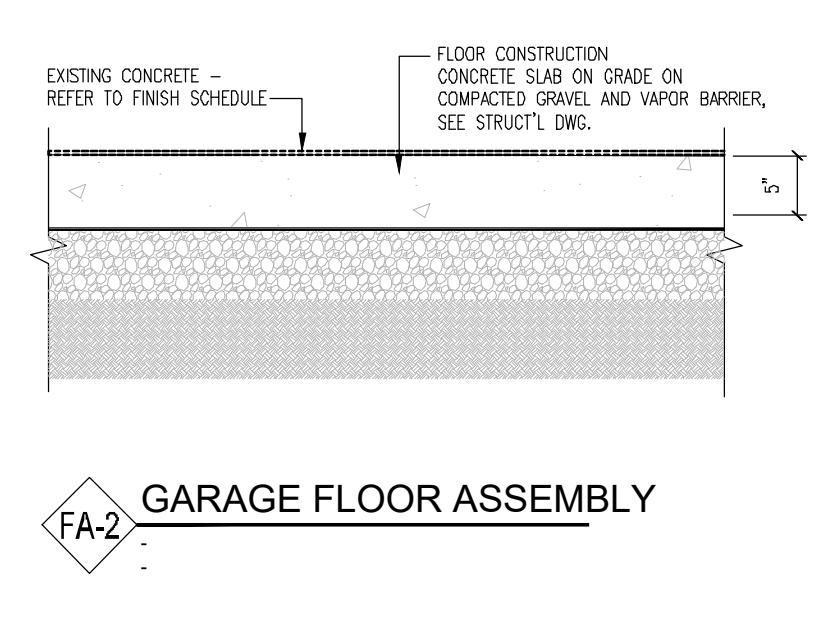 EXISTING CONCRETE –
REFER TO FINISH SCHEDULE
FLOOR CONSTRUCTION
CONCRETE SLAB ON GRADE ON
COMPACTED GRAVEL AND VAPOR BARRIER,
SEE STRUCT'L DWG.
5"
FA-2
GARAGE FLOOR ASSEMBLY
-
-